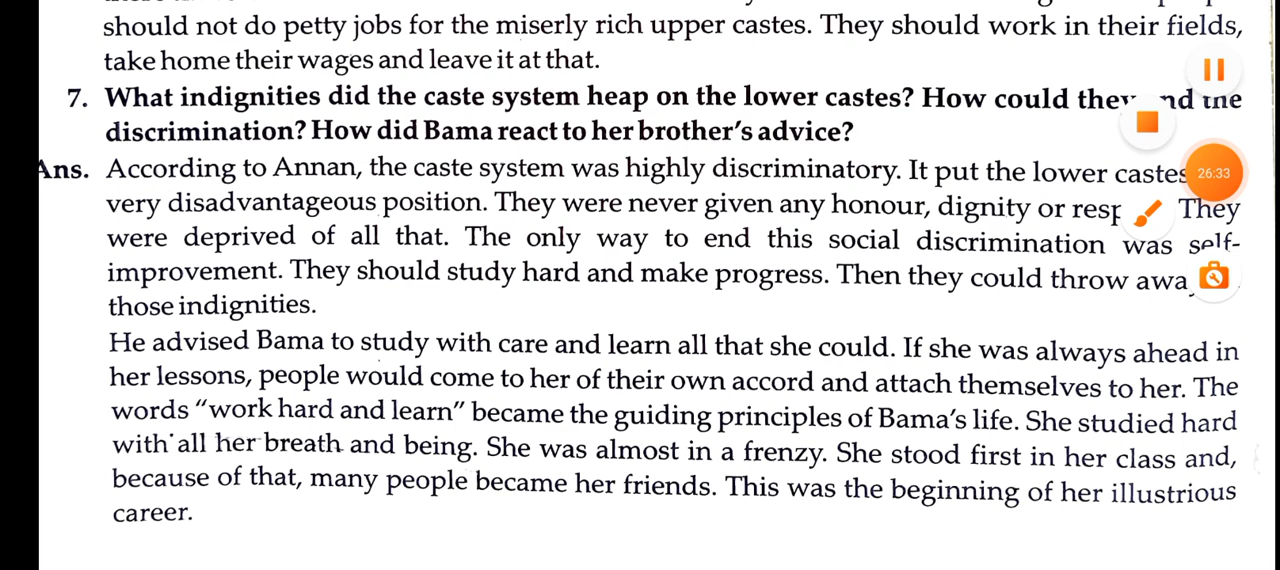 should not do petty jobs for the miserly rich upper castes. They should work in their fields,
take home their wages and leave it at that.
7. What indignities did the caste system heap on the lower castes? How could the
discrimination? How did Bama react to her brother's advice?
Ans. According to Annan, the caste system was highly discriminatory. It put the lower castes
26:33
very disadvantageous position. They were never given any honour, dignity or They
were deprived of all that. The only way to end this social discrimination was self-
improvement. They should study hard and make progress. Then they could throw
those indignities.
He advised Bama to study with care and learn all that she could. If she was always ahead in
her lessons, people would come to her of their own accord and attach themselves to her. The
words "work hard and learn" became the guiding principles of Bama's life. She studied hard
with all her breath and being. She was almost in a frenzy. She stood first in her class and,
because of that, many people became her friends. This was the beginning of her illustrious
career.